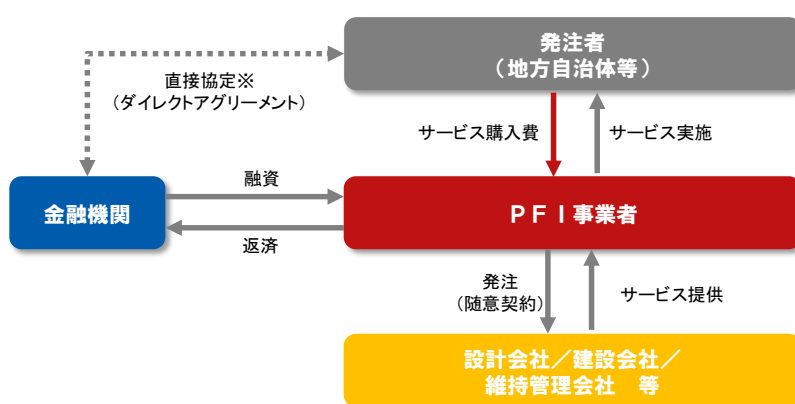 発注者
（地方自治体等）
直接協定※
（ダイレクトアグリーメント）
サービス購入費
サービス実施
融資
金融機関
ＰＦＩ事業者
返済
発注
（随意契約）
サービス提供
設計会社／建設会社／
維持管理会社　等